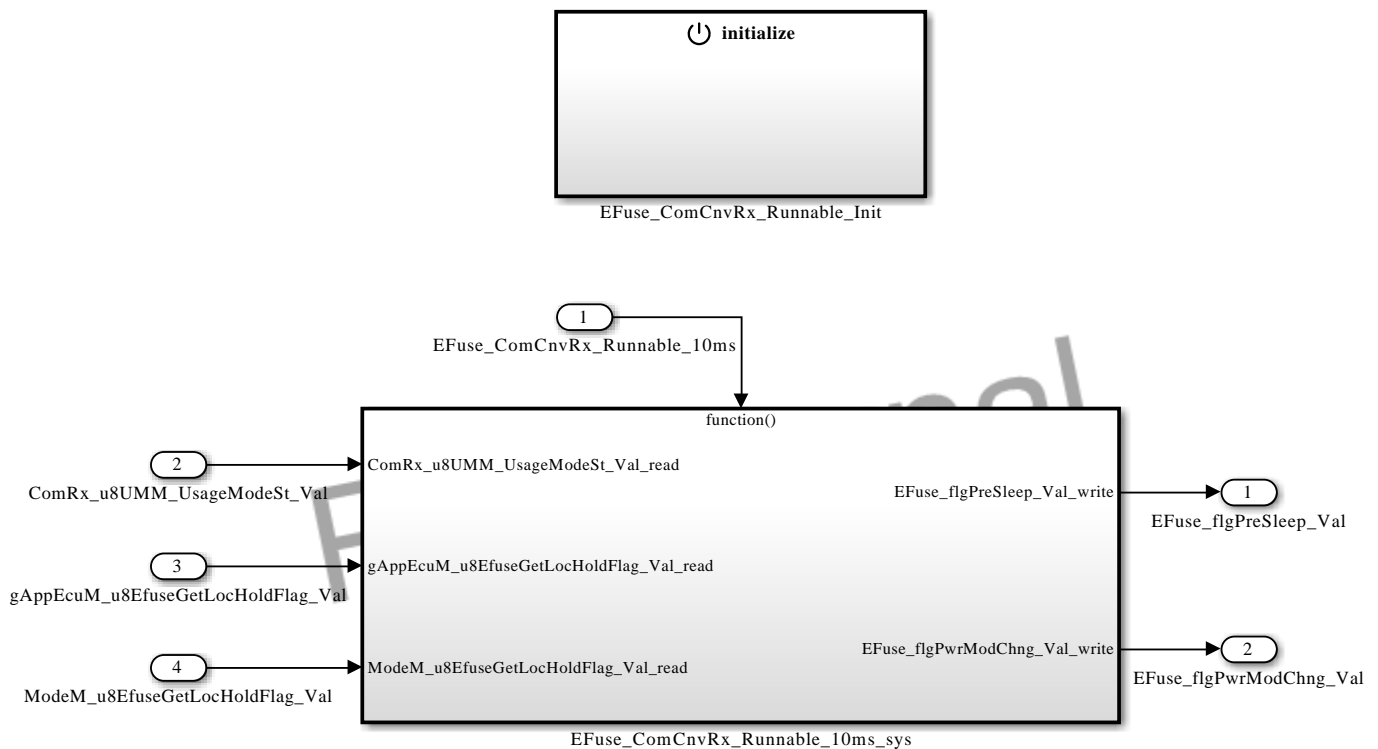 initialize
EFuse_ComCnvRx_Runnable_Init
1
EFuse_ComCnvRx_Runnable_10ms
function()
2
ComRx_u8UMM_UsageModeSt_Val_read
ComRx_u8UMM_UsageModeSt_Val
EFuse_flgPreSleep_Val_write
1
EFuse_flgPreSleep_Val
3
gAppEcuM_u8EfuseGetLocHoldFlag_Val_read
gAppEcuM_u8EfuseGetLocHoldFlag_Val
EFuse_flgPwrModChng_Val_write
2
EFuse_flgPwrModChng_Val
4
ModeM_u8EfuseGetLocHoldFlag_Val_read
ModeM_u8EfuseGetLocHoldFlag_Val
EFuse_ComCnvRx_Runnable_10ms_sys